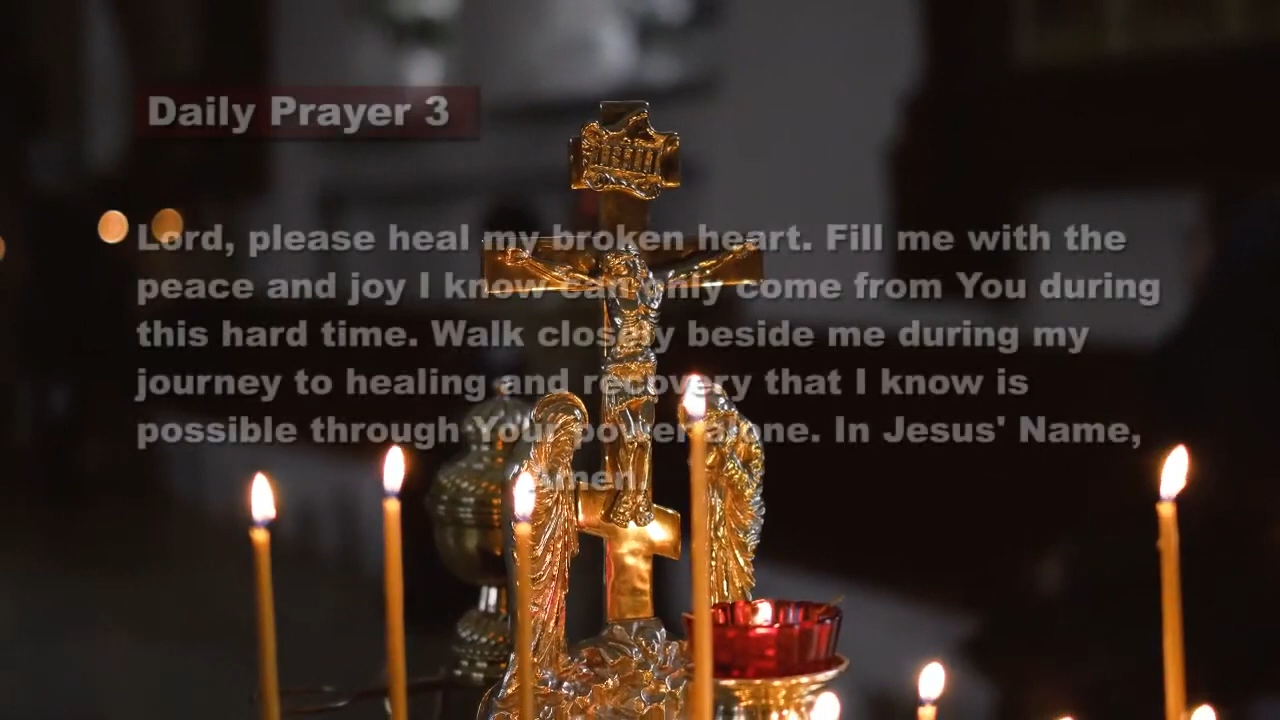 Daily Prayer 3
Lord, please heal my broken heart. Fill me with the
peace and joy I know can only come from You during
this hard time. Walk closely beside me during my
journey to healing and recovery that I know is
possible through Your power alone. In Jesus' Name,
Amen.